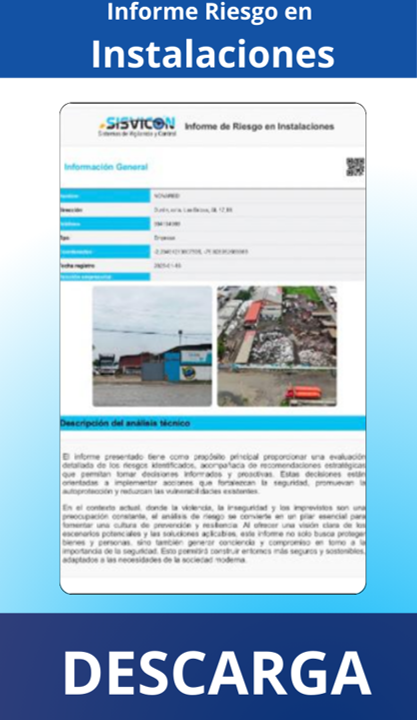 Informe Riesgo en
Instalaciones
SISVICON
Sistemas de Vigilancia y Control
Informe de Riesgo en Instalaciones
Información General
Nombre
NOVARED
Dirección
Teléfono
Tipo
Empresa
Coordenadas
Fecha registro
Descripción del análisis técnico
El informe presentado tiene como propósito principal proporcionar una evaluación
detallada de los riesgos identificados, acompañada de recomendaciones estratégicas
que permitan tomar decisiones informadas y proactivas. Estas decisiones están
orientadas a implementar acciones que fortalezcan la seguridad, promuevan la
autoprotección y reduzcan las vulnerabilidades existentes.
En el contexto actual, donde la violencia, la inseguridad y los imprevistos son una
preocupación constante, el análisis de riesgo se convierte en un pilar esencial para
fomentar una cultura de prevención y resiliencia. Al ofrecer una visión clara de los
escenarios potenciales y las soluciones aplicables, este informe no solo busca proteger
bienes y personas, sino también generar conciencia y compromiso en torno a la
importancia de la seguridad. Esto permitirá construir entornos más seguros y sostenibles,
adaptados a las necesidades de la sociedad moderna.
DESCARGA